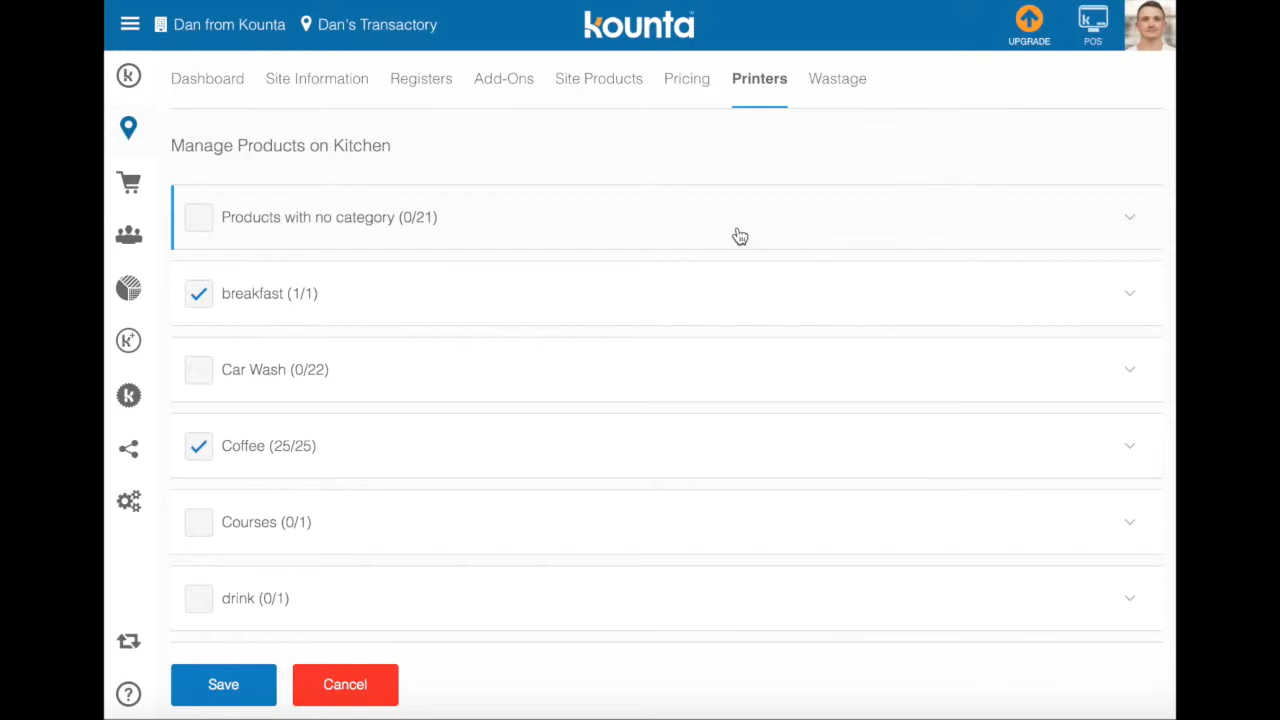 Dan from Kounta Dan's Transactory kounta UPGRADE POS
Dashboard Site Information Registers Add-Ons Site Products Pricing Printers Wastage
Manage Products on Kitchen
Products with no category (0/21)
breakfast (1/1)
Car Wash (0/22)
Coffee (25/25)
Courses (0/1)
drink (0/1)
Save Cancel